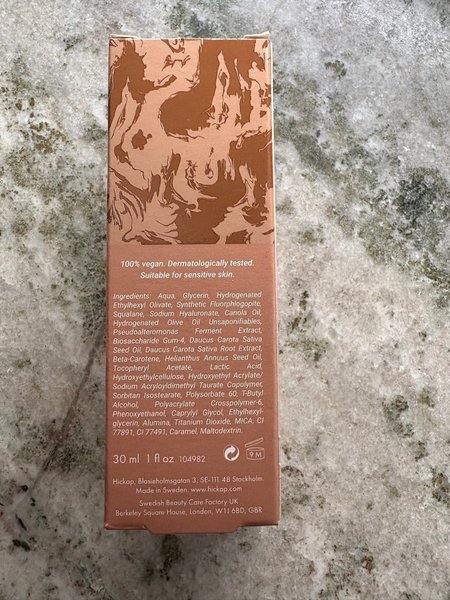 100% vegan. Dermatologically tested.
Suitable for sensitive skin.
Ingredients: Aqua, Glycerin, Hydrogenated
Ethylhexyl Olivate, Synthetic Fluorphlogopite,
Squalane, Sodium Hyaluronate, Canola Oil,
Hydrogenated Olive Oil Unsaponifiables,
Pseudoalteromonas Ferment Extract,
Biosaccharide Gum-4, Daucus Carota Sativa
Seed Oil, Daucus Carota Sativa Root Extract,
Beta-Carotene, Helianthus Annuus Seed Oil,
Tocopheryl Acetate, Lactic Acid,
Hydroxyethylcellulose, Hydroxyethyl Acrylate/
Sodium Acryloyldimethyl Taurate Copolymer,
Sorbitan Isostearate, Polysorbate 60, T-Butyl
Alcohol, Polyacrylate Crosspolymer-6,
Phenoxyethanol, Caprylyl Glycol, Ethylhexyl-
glycerin, Alumina, Titanium Dioxide, MICA, CI
77891, CI 77491, Caramel, Maltodextrin.
30 ml 1 fl oz 104982 9 M
Hickap, Blasieholmsgatan 3, SE-111 48 Stockholm.
Made in Sweden. www.hickap.com
Swedish Beauty Care Factory UK
Berkeley Square House, London, W1J 6BD, GBR